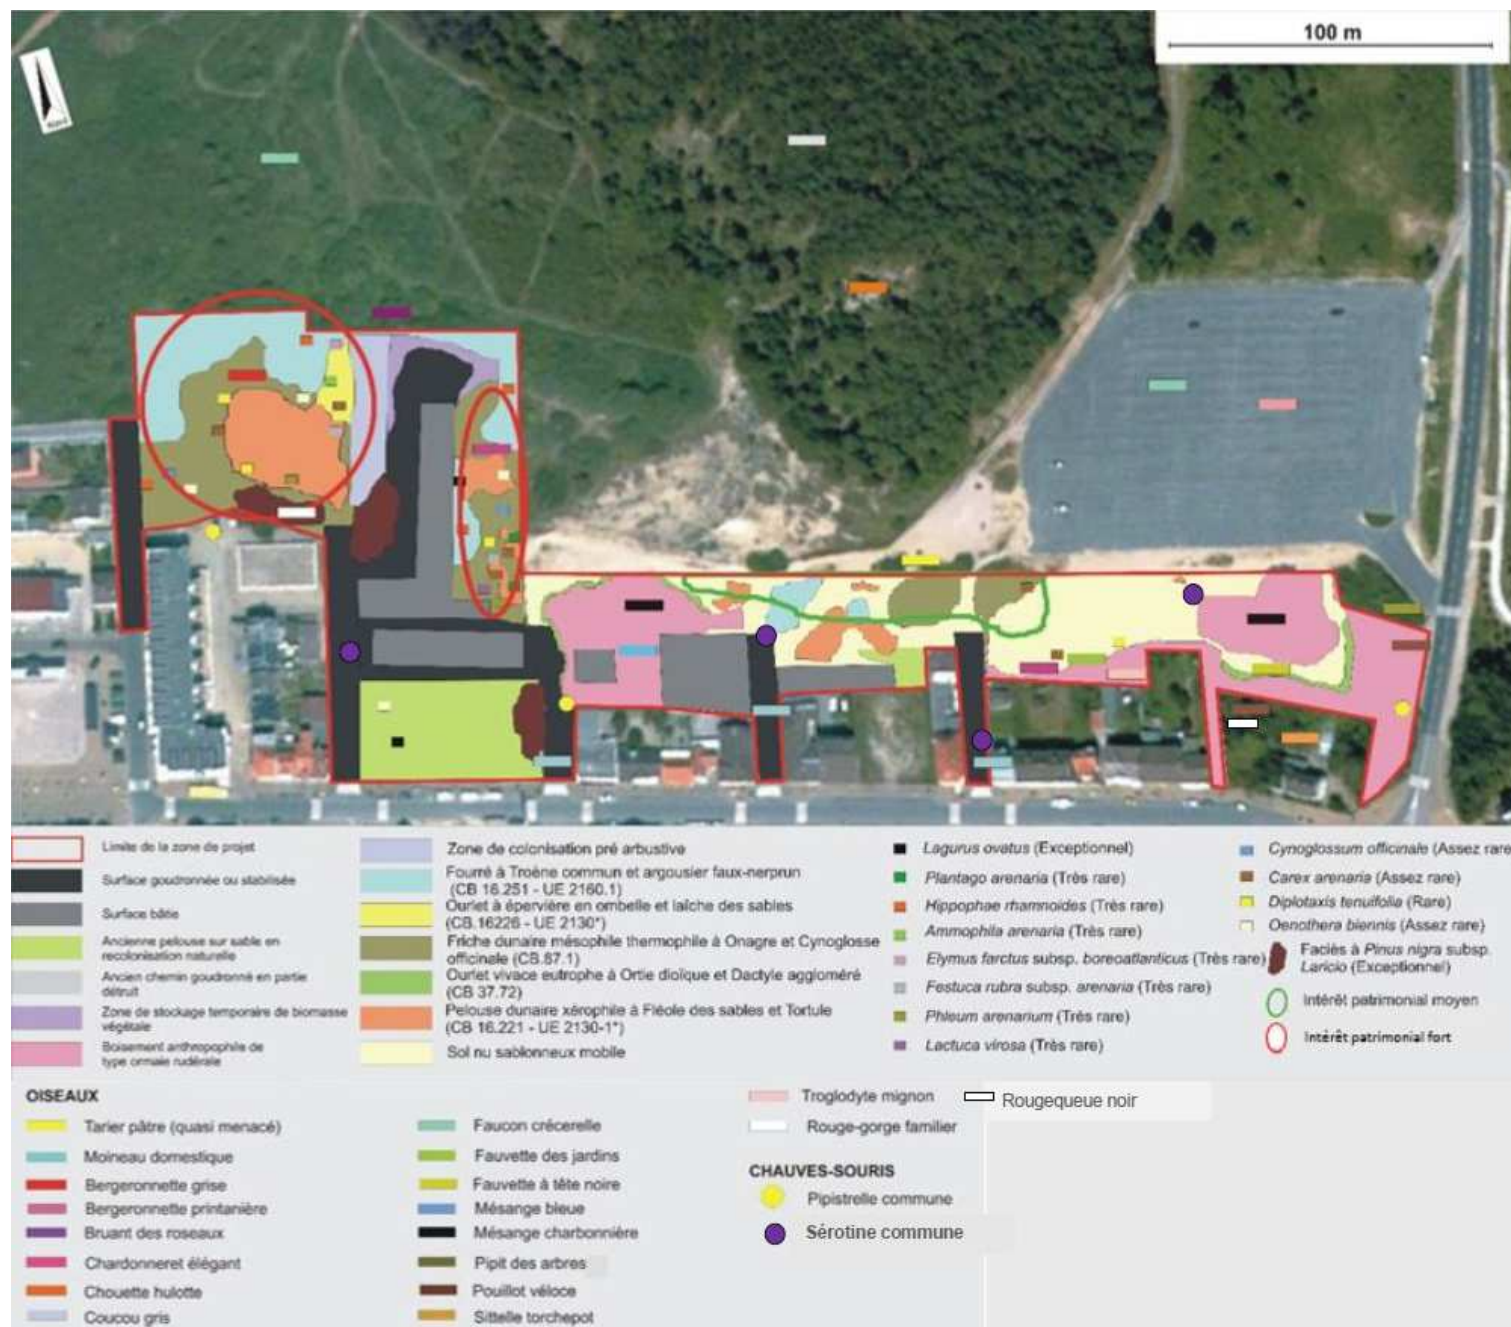 100 m
Nord
Limite de la zone de projet
Surface goudronnée ou stabilisée
Surface bâtie
Ancienne pelouse sur sable en
recolonisation naturelle
Ancien chemin goudronné en partie
détruit
Zone de stockage temporaire de biomasse
végétale
Boisement anthropophile de
type ormaie rudérale
Zone de colonisation pré arbustive
Fourré à Troène commun et argousier faux-nerprun
(CB 16.251 - UE 2160.1)
Ourlet à épervière en ombelle et laîche des sables
(CB.16226 - UE 2130*)
Friche dunaire mésophile thermophile à Onagre et Cynoglosse
officinale (CB.87.1)
Ourlet vivace eutrophe à Ortie dioïque et Dactyle aggloméré
(CB 37.72)
Pelouse dunaire xérophile à Fléole des sables et Tortule
(CB 16.221 - UE 2130-1*)
Sol nu sablonneux mobile
Lagurus ovatus (Exceptionnel)
Plantago arenaria (Très rare)
Hippophae rhamnoides (Très rare)
Ammophila arenaria (Très rare)
Elymus farctus subsp. boreoatlanticus (Très rare)
Festuca rubra subsp. arenaria (Très rare)
Phleum arenarium (Très rare)
Lactuca virosa (Très rare)
Cynoglossum officinale (Assez rare
Carex arenaria (Assez rare)
Diplotaxis tenuifolia (Rare)
Oenothera biennis (Assez rare)
Faciès à Pinus nigra subsp.
Laricio (Exceptionnel)
Intérêt patrimonial moyen
Intérêt patrimonial fort
OISEAUX
Tarier pâtre (quasi menacé)
Moineau domestique
Bergeronnette grise
Bergeronnette printanière
Bruant des roseaux
Chardonneret élégant
Chouette hulotte
Coucou gris
Faucon crécerelle
Fauvette des jardins
Fauvette à tête noire
Mésange bleue
Mésange charbonnière
Pipit des arbres
Pouillot véloce
Sittelle torchepot
Troglodyte mignon
Rougequeue noir
Rouge-gorge familier
CHAUVES-SOURIS
Pipistrelle commune
Sérotine commune